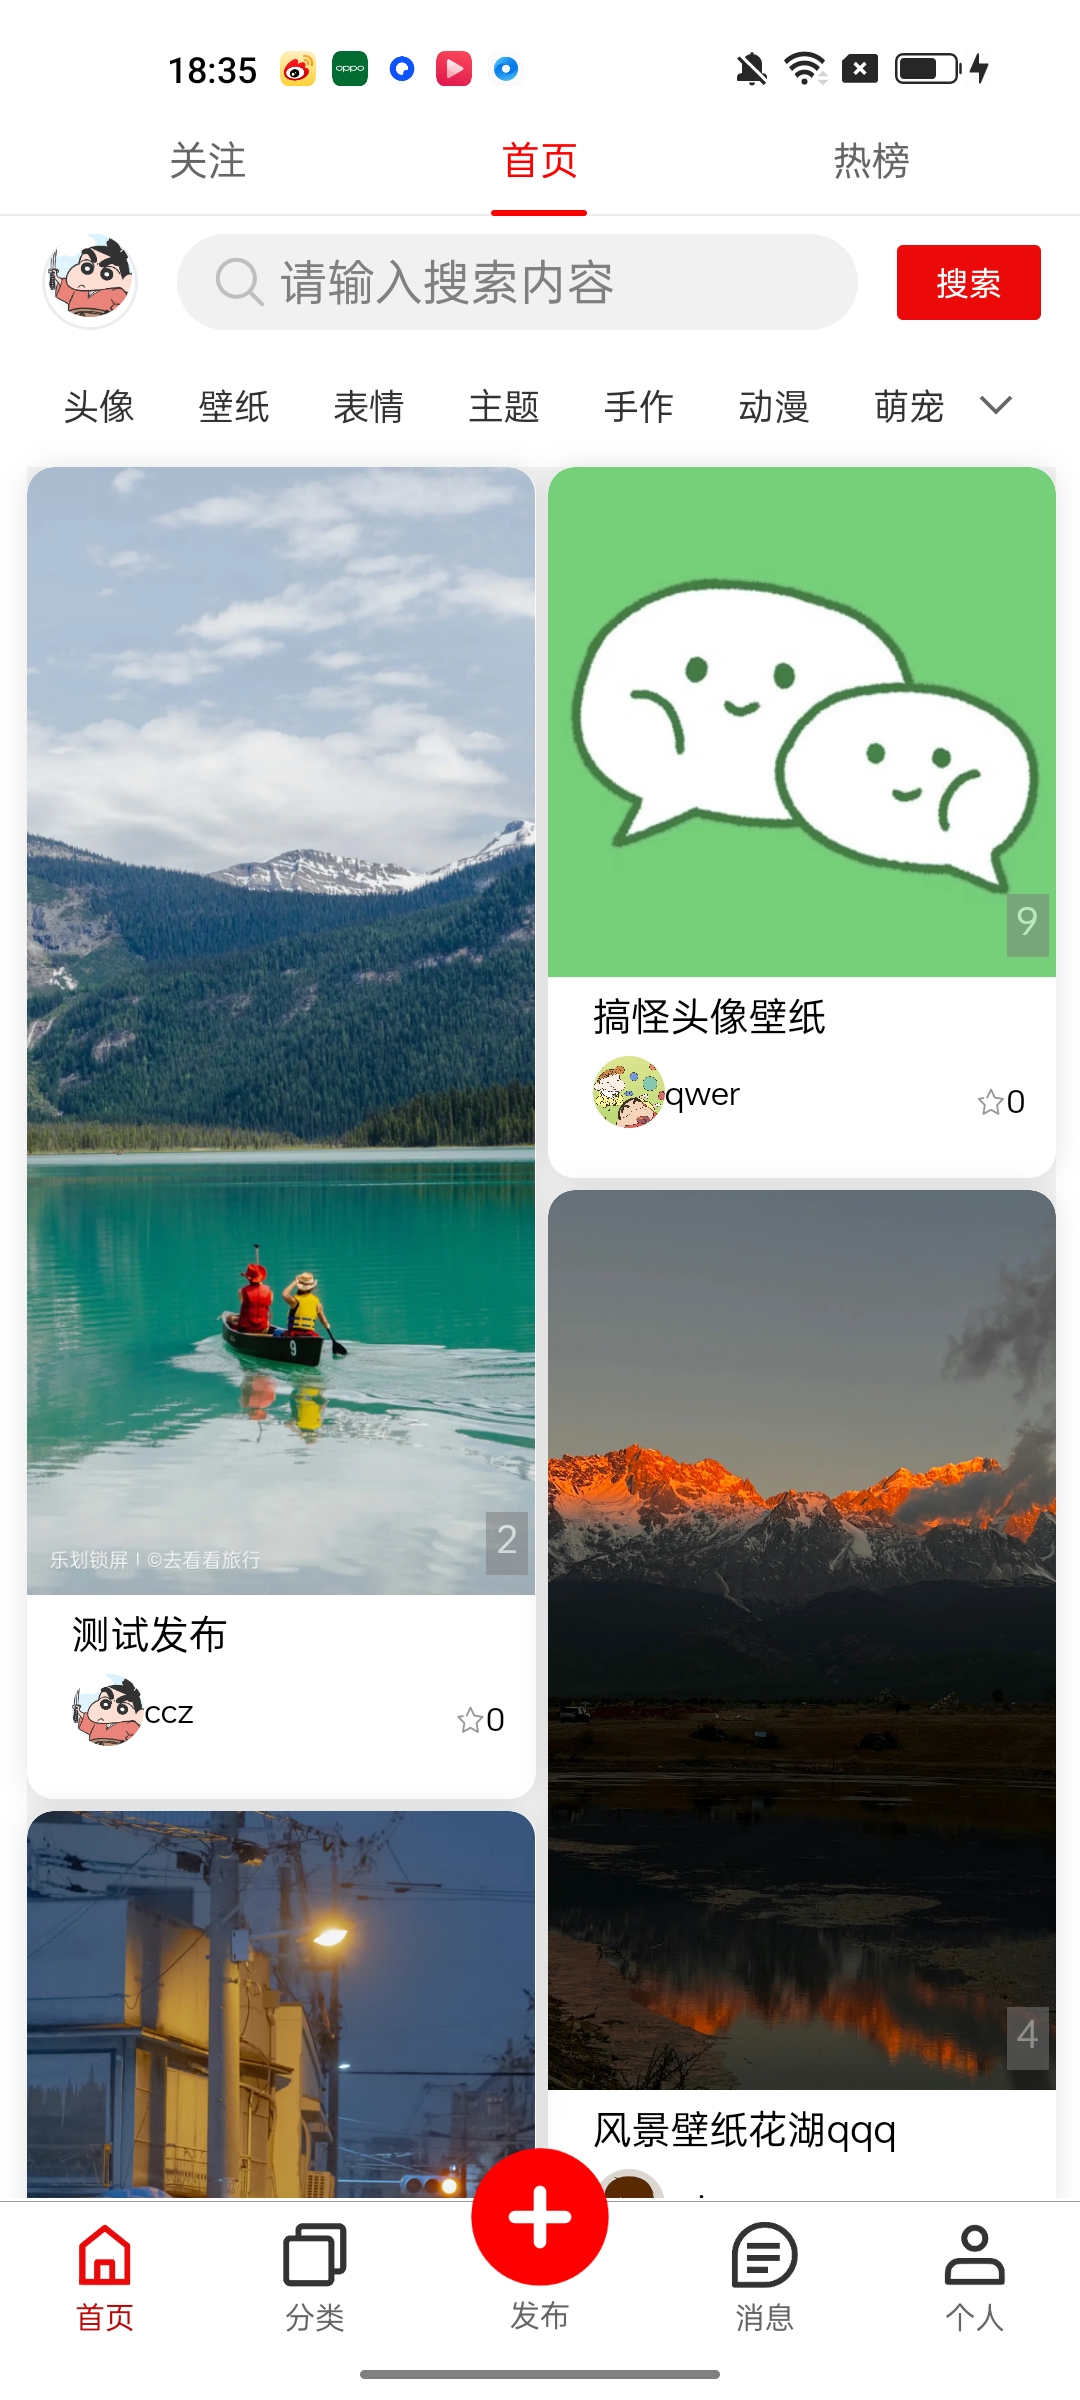 18:35
oppo
关注 首页 热榜
请输入搜索内容 搜索
头像 壁纸 表情 主题 手作 动漫 萌宠
9
搞怪头像壁纸
qwer 0
9
乐划锁屏 | ©去看看旅行 2
测试发布
ccz 0
4
风景壁纸花湖qqq
首页 分类 发布 消息 个人